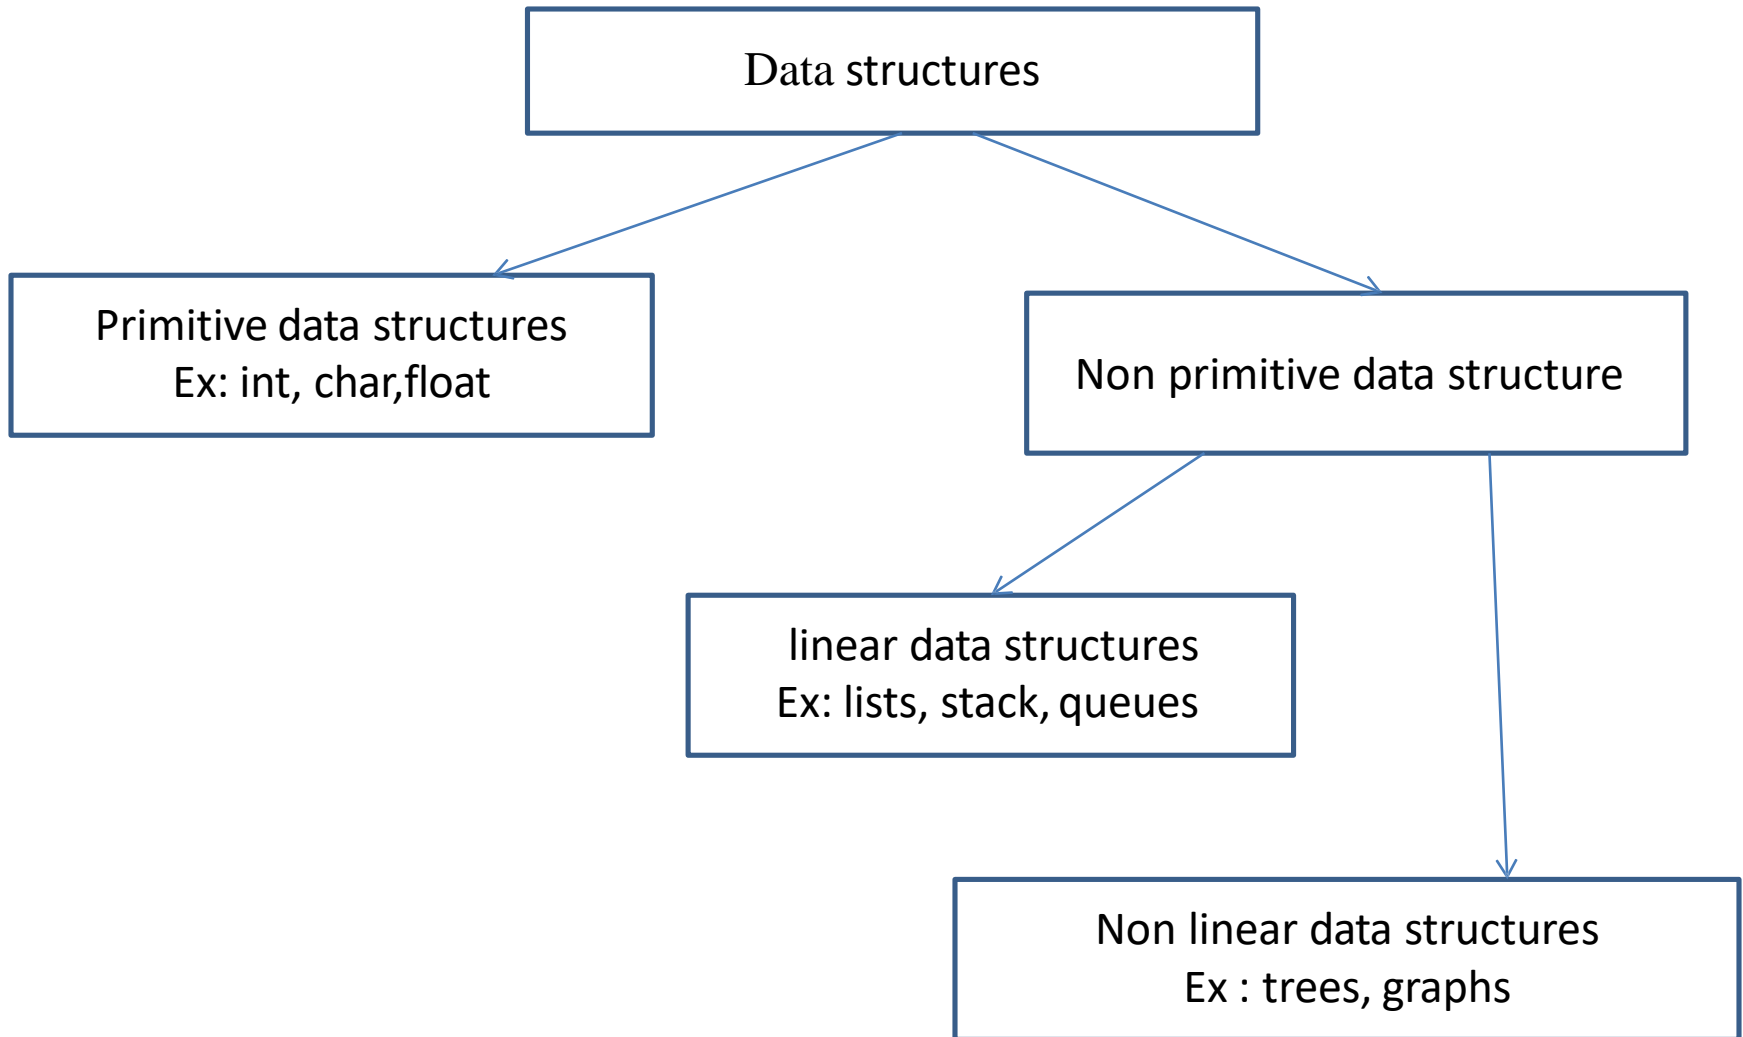 Data structures
Primitive data structures
Ex: int, char,float
Non primitive data structure
linear data structures
Ex: lists, stack, queues
Non linear data structures
Ex : trees, graphs